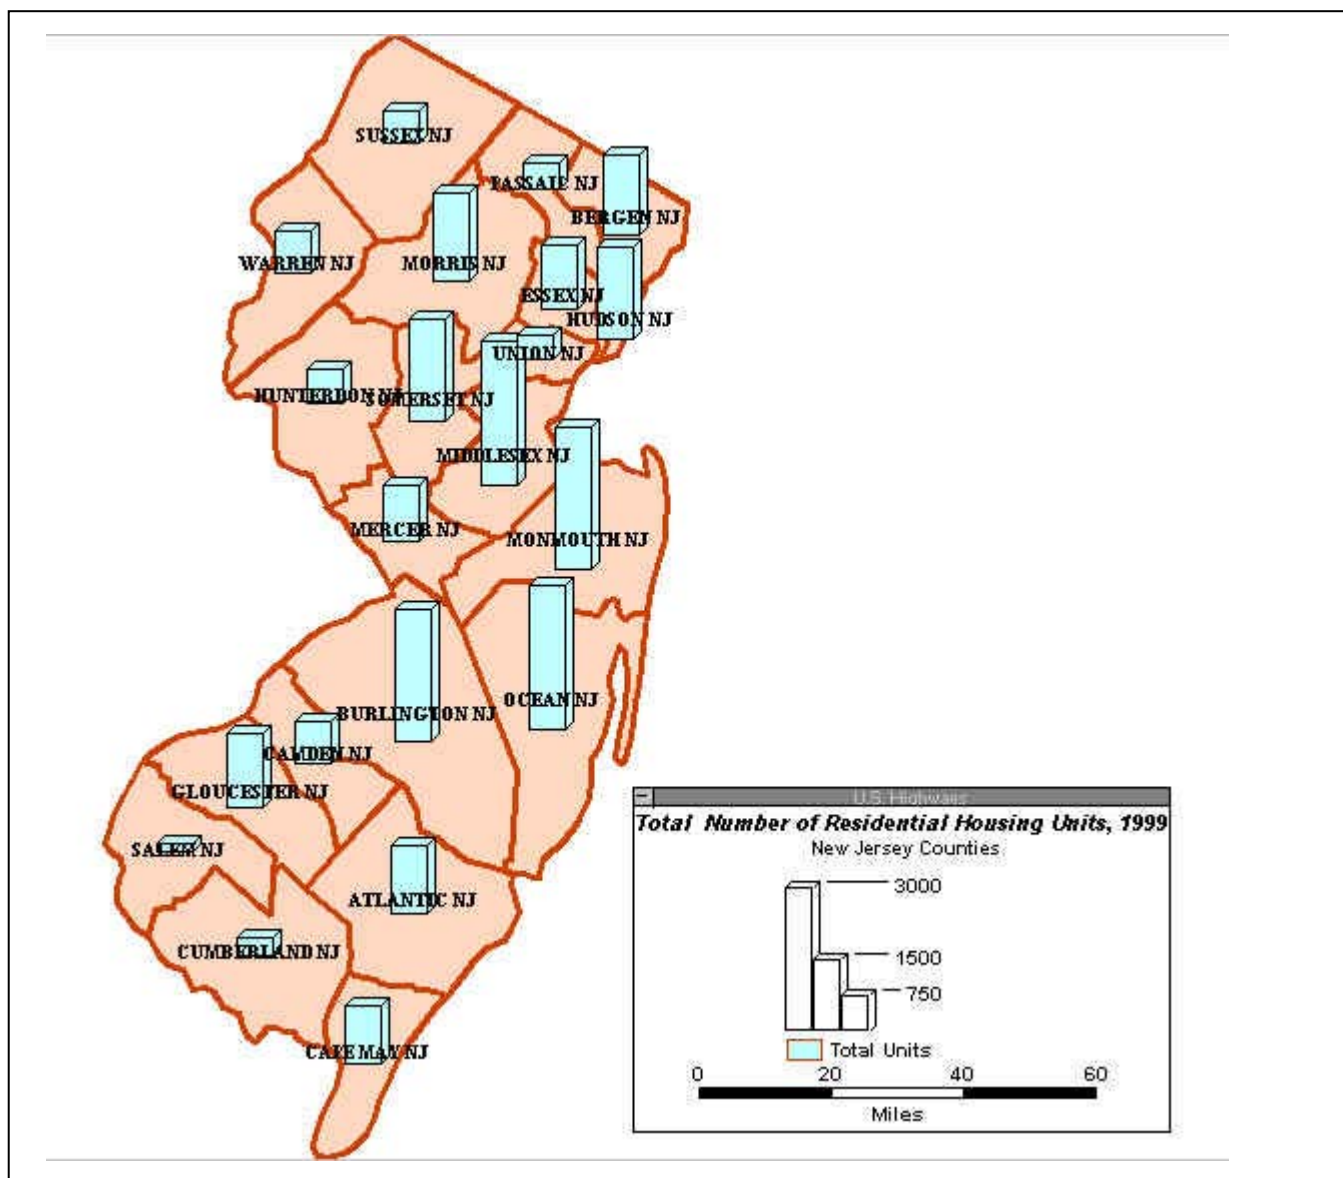 SUSSEX NJ
PASSAIC NJ
BERGEN NJ
WARREN NJ
MORRIS NJ
ESSEX NJ
HUDSON NJ
UNION NJ
HUNTERDON NJ
SOMERSET NJ
MIDDLESEX NJ
MERCER NJ
MONMOUTH NJ
OCEAN NJ
BURLINGTON NJ
CAMDEN NJ
GLOUCESTER NJ
SALEM NJ
ATLANTIC NJ
CUMBERLAND NJ
CAPE MAY NJ
U.S. Highways
Total Number of Residential Housing Units, 1999
New Jersey Counties
3000
1500
750
Total Units
0 20 40 60
Miles